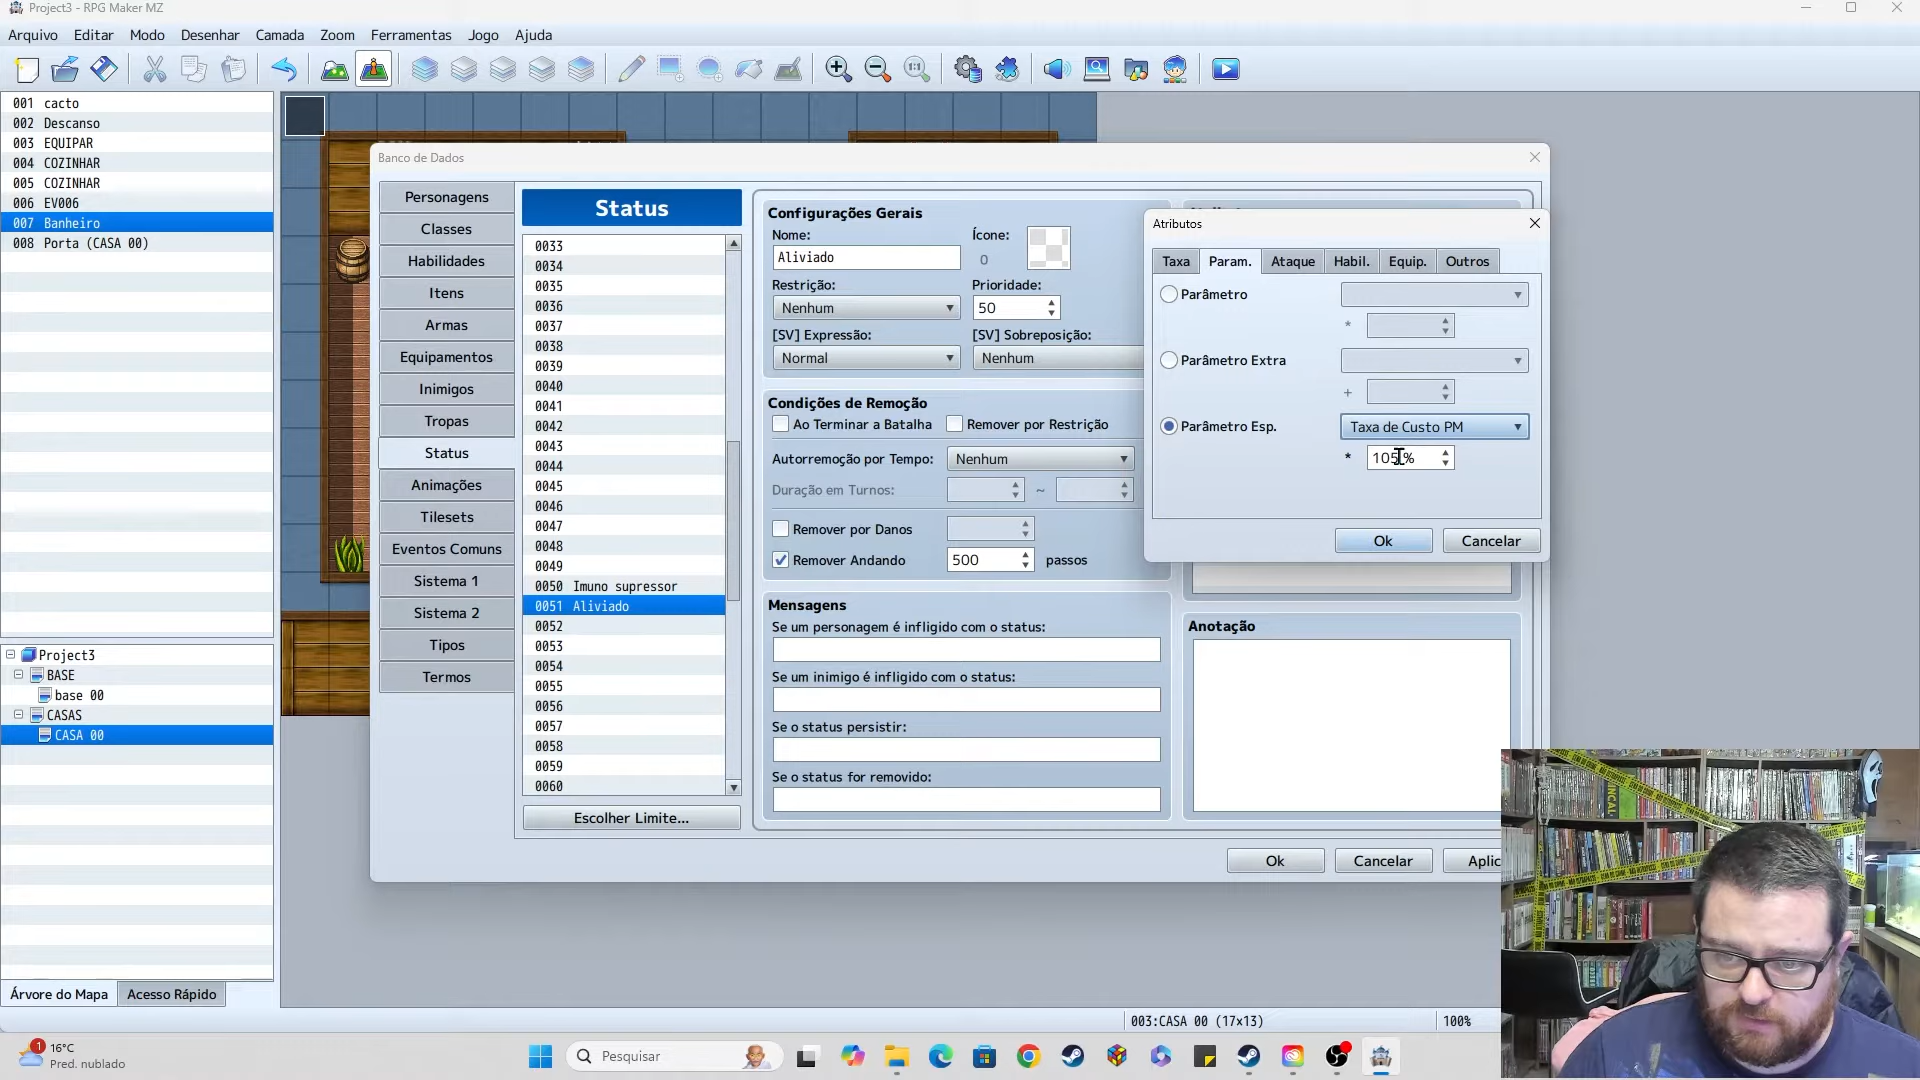 Project3 - RPG Maker MZ
Arquivo Editar Modo Desenhar Camada Zoom Ferramentas Jogo Ajuda
001 cacto
002 Descanso
003 EQUIPAR
004 COZINHAR
005 COZINHAR
006 EV006
007 Banheiro
008 Porta (CASA 00)
Project3
BASE
base 00
CASAS
CASA 00
Árvore do Mapa Acesso Rápido
Banco de Dados
Personagens
Classes
Habilidades
Itens
Armas
Equipamentos
Inimigos
Tropas
Status
Animações
Tilesets
Eventos Comuns
Sistema 1
Sistema 2
Tipos
Termos
Status
0033
0034
0035
0036
0037
0038
0039
0040
0041
0042
0043
0044
0045
0046
0047
0048
0049
0050 Imuno supressor
0051 Aliviado
0052
0053
0054
0055
0056
0057
0058
0059
0060
Escolher Limite...
Configurações Gerais
Nome: Ícone:
Aliviado 0
Restrição: Prioridade:
Nenhum 50
[SV] Expressão: [SV] Sobreposição:
Normal Nenhum
Condições de Remoção
Ao Terminar a Batalha Remover por Restrição
Autorremoção por Tempo: Nenhum
Duração em Turnos: ~
Remover por Danos
Remover Andando 500 passos
Mensagens
Se um personagem é infligido com o status:
Se um inimigo é infligido com o status:
Se o status persistir:
Se o status for removido:
Anotação
Ok Cancelar Aplic
Atributos
Taxa Param. Ataque Habil. Equip. Outros
Parâmetro
*
Parâmetro Extra
+
Parâmetro Esp. Taxa de Custo PM
* 105%
Ok Cancelar
003:CASA 00 (17x13) 100%
1
16°C
Pred. nublado
Pesquisar